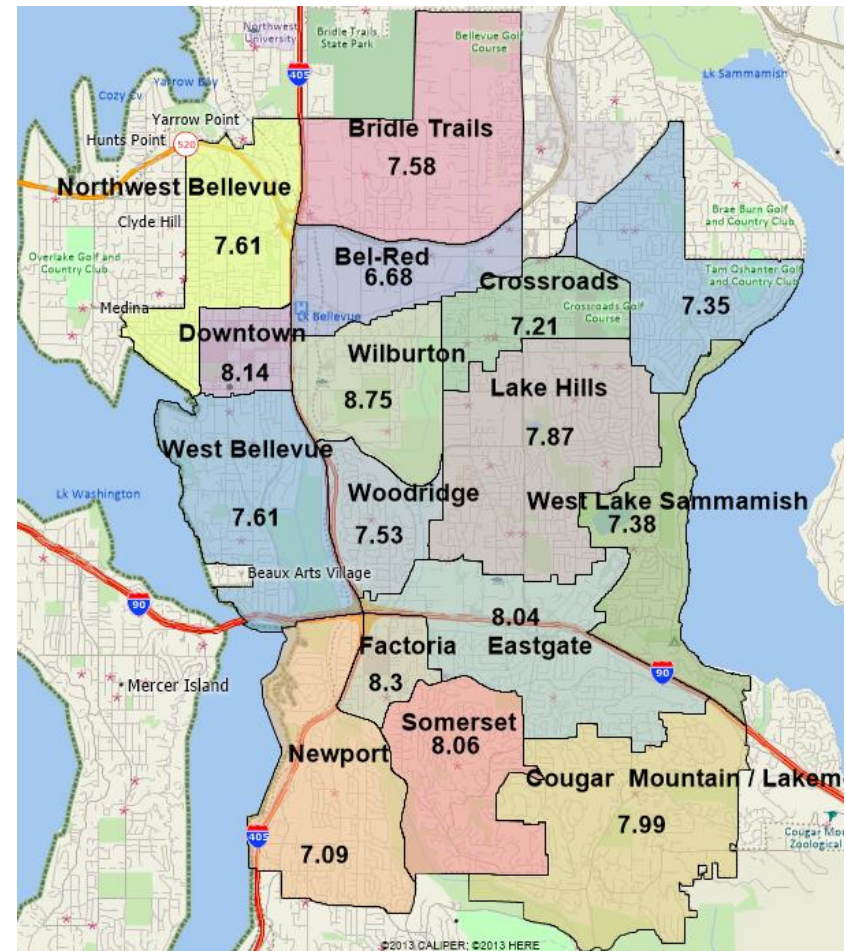 Northwest
University
Bridle Trails
State Park
Bellevue Golf
Course
Lk Sammamish
405
Yarrow Bay
Cozy Cv
Yarrow Point
Hunts Point
520
Bridle Trails
7.58
Northwest Bellevue
7.61
Clyde Hill
Overlake Golf and
Country Club
Brae Burn Golf
and Country Club
Bel-Red
6.68
Tam Oshanter Golf
and Country Club
7.35
Crossroads
7.21
Crossroads Golf
Course
Medina
Lk Bellevue
Downtown
8.14
Wilburton
8.75
Lake Hills
7.87
West Bellevue
7.61
Woodridge
7.53
West Lake Sammamish
7.38
Lk Washington
Beaux Arts Village
90
8.04
Eastgate
Factoria
8.3
90
Mercer Island
Somerset
8.06
Newport
7.09
Cougar Mountain / Lakem
7.99
405
Cougar Mo
Zoological
©2013 CALIPER; ©2013 HERE